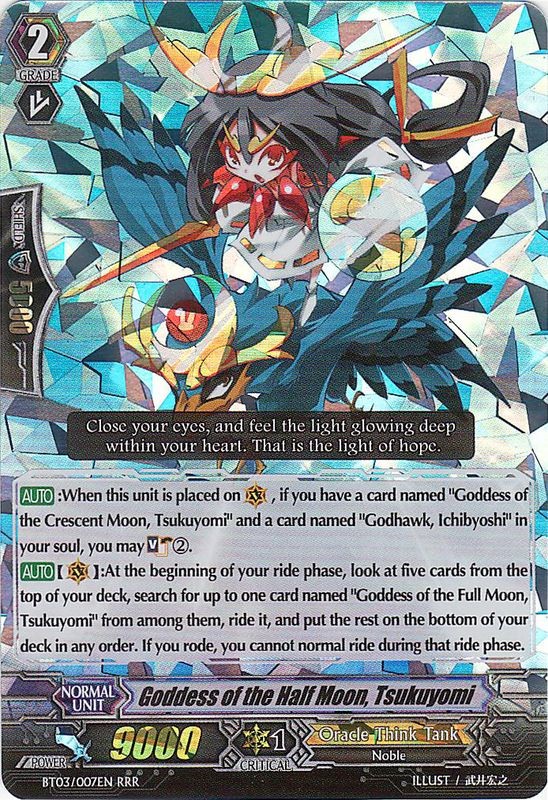 2
GRADE
SHIELD
5000
Close your eyes, and feel the light glowing deep
within your heart. That is the light of hope.
AUTO :When this unit is placed on V , if you have a card named "Goddess of
the Crescent Moon, Tsukuyomi" and a card named "Godhawk, Ichibyoshi" in
your soul, you may V ②.
AUTO [ V ]:At the beginning of your ride phase, look at five cards from the
top of your deck, search for up to one card named "Goddess of the Full Moon,
Tsukuyomi" from among them, ride it, and put the rest on the bottom of your
deck in any order. If you rode, you cannot normal ride during that ride phase.
NORMAL
UNIT
Goddess of the Half Moon, Tsukuyomi
POWER
9000
1
CRITICAL
Oracle Think Tank
Noble
BT03/007EN RRR
ILLUST / 武井宏之